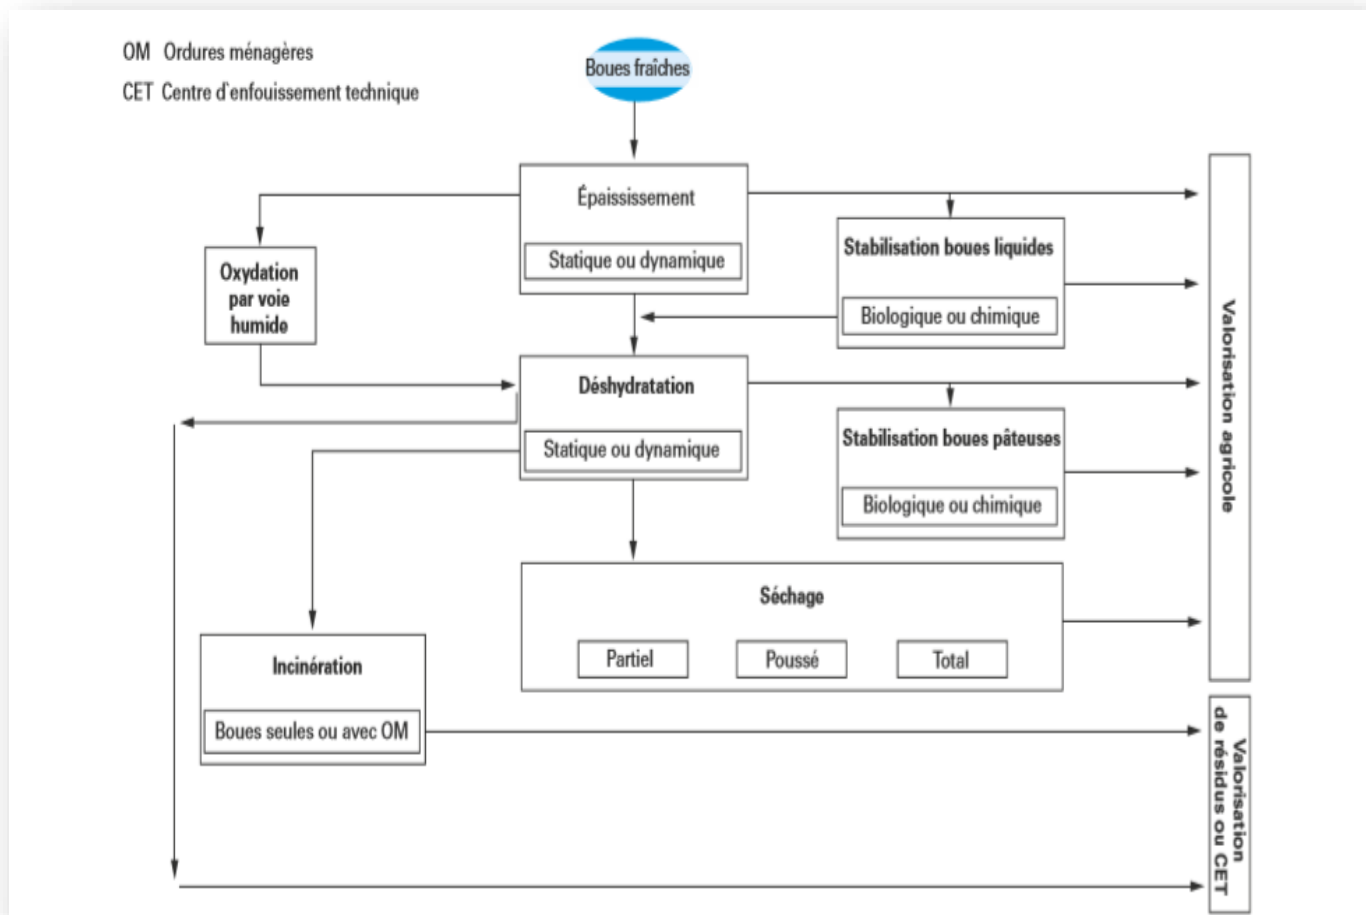 OM Ordures ménagères
CET Centre d'enfouissement technique
Boues fraîches
Épaississement
Statique ou dynamique
Oxydation
par voie
humide
Stabilisation boues liquides
Biologique ou chimique
Déshydratation
Statique ou dynamique
Stabilisation boues pâteuses
Biologique ou chimique
Séchage
Partiel
Poussé
Total
Incinération
Boues seules ou avec OM
Valorisation agricole
Valorisation
de résidus ou CET